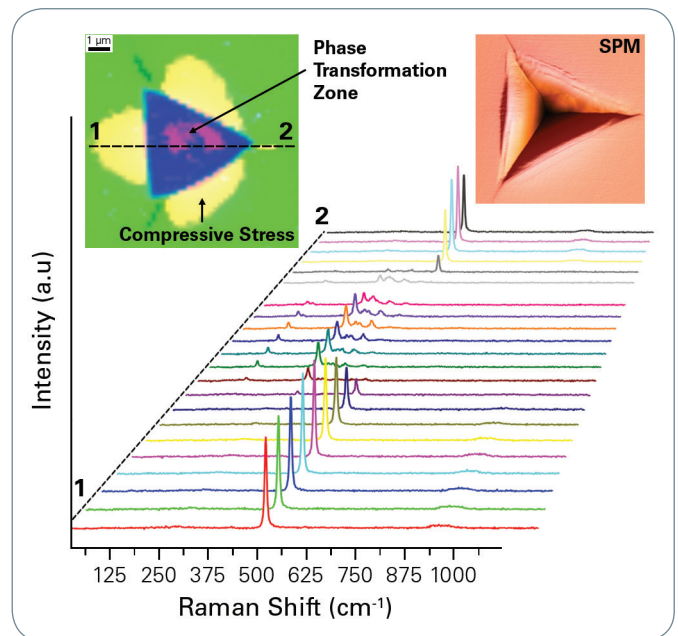 1 µm
Phase
Transformation
Zone
SPM
1
2
Compressive Stress
2
Intensity (a.u)
1
125 250 375 500 625 750 875 1000
Raman Shift (cm⁻¹)